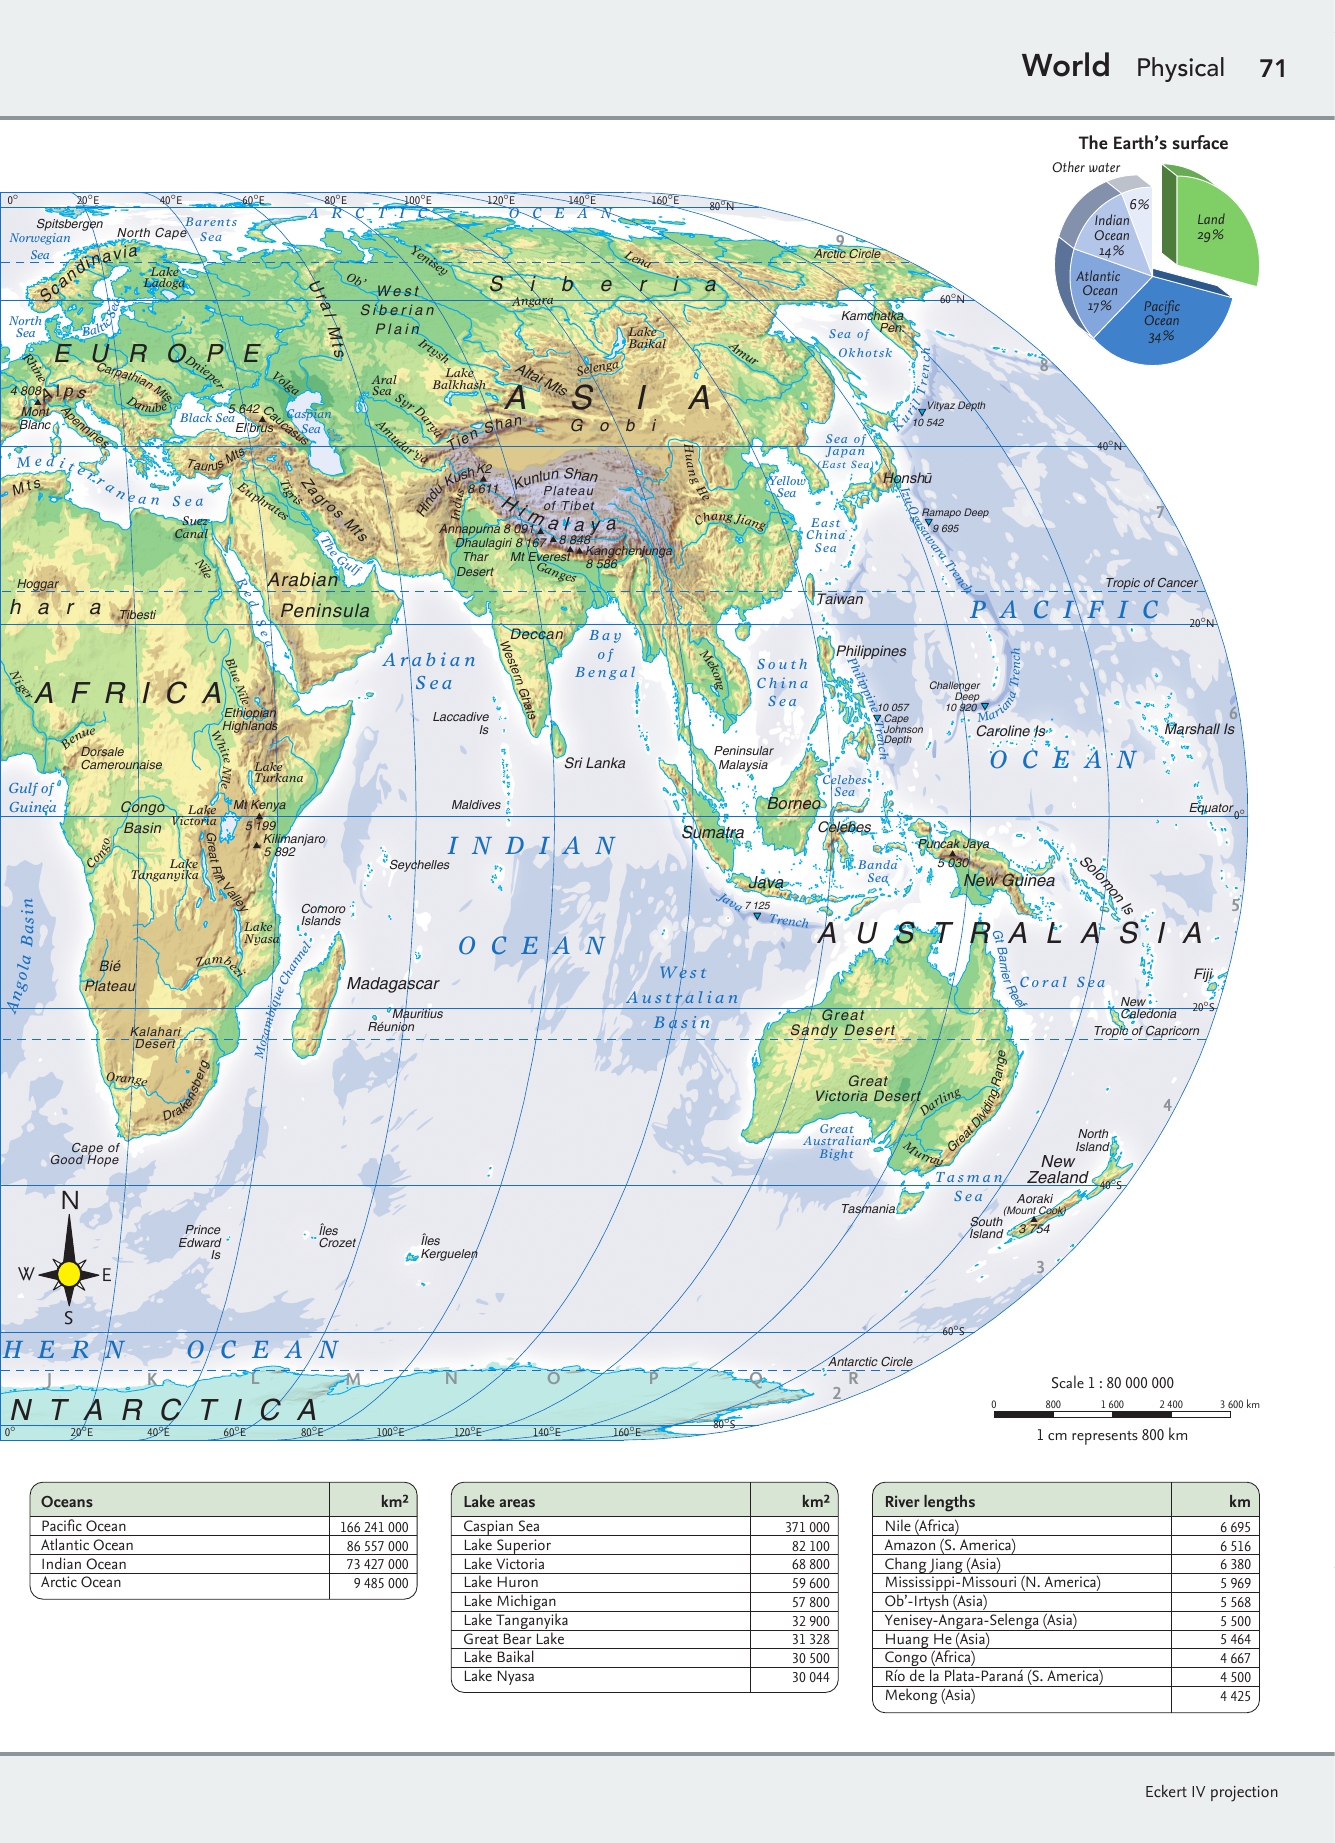 World Physical 71
The Earth's surface
Other water
6%
Land
29%
Indian
Ocean
14%
Atlantic
Ocean
17%
Pacific
Ocean
34%
0° 20°E 40°E 60°E 80°E 100°E 120°E 140°E 160°E 80°N
ARCTIC OCEAN
Spitsbergen
North Cape
Barents
Sea
Norwegian
Sea
9
Arctic Circle
Scandinavia
Lake
Ladoga
Ural Mts
Ob'
Yenisey
Lena
West
Siberian
Plain
Siberia
Angara
60°N
North
Sea
Baltic Sea
Kamchatka
Pen.
Sea of
Okhotsk
Lake
Baikal
Amur
EUROPE
Rhine
Carpathian Mts
Dnieper
Volga
Irtysh
Lake
Balkhash
Altai Mts
Selenga
8
Kuril Trench
4 808
Alps
Mont
Blanc
Apennines
Danube
Black Sea
5 642
El'brus
Caucasus
Caspian
Sea
Aral
Sea
Syr Darya
Amudar'ya
ASIA
Gobi
Tien Shan
Vityaz Depth
10 542
40°N
Sea of
Japan
(East Sea)
Honshū
Mediterranean Sea
Mts
Taurus Mts
Euphrates
Tigris
Zagros Mts
Hindu Kush
K2
8 611
Kunlun Shan
Plateau
of Tibet
Huang He
Yellow
Sea
Izu-Ogasawara Trench
Ramapo Deep
9 695
7
Suez
Canal
Indus
Himalaya
Chang Jiang
East
China
Sea
Annapurna 8 091
Dhaulagiri 8 167
8 848
Mt Everest
Kangchenjunga
8 586
Thar
Desert
Ganges
The Gulf
Nile
Hoggar
hara
Tibesti
Red Sea
Arabian
Peninsula
Tropic of Cancer
Taiwan
PACIFIC
20°N
Deccan
Western Ghats
Bay
of
Bengal
Arabian
Sea
Mekong
South
China
Sea
Philippines
Philippine Trench
Mariana Trench
Niger
AFRICA
Blue Nile
Ethiopian
Highlands
Laccadive
Is
Challenger
Deep
10 920
10 057
Cape
Johnson
Depth
6
Caroline Is
Marshall Is
Benue
Dorsale
Camerounaise
White Nile
Lake
Turkana
Sri Lanka
Peninsular
Malaysia
OCEAN
Gulf of
Guinea
Congo
Basin
Lake
Victoria
Mt Kenya
5 199
Maldives
Celebes
Sea
Borneo
Equator
0°
Kilimanjaro
5 892
INDIAN
Sumatra
Celebes
Puncak Jaya
5 030
Congo
Lake
Tanganyika
Great Rift Valley
Seychelles
Banda
Sea
New Guinea
Solomon Is
Java
Java Trench
7 125
5
Comoro
Islands
Lake
Nyasa
Angola Basin
OCEAN
AUSTRALASIA
Bié
Plateau
Zambezi
Mozambique Channel
Madagascar
West
Australian
Basin
Gt Barrier Reef
Coral Sea
Fiji
Mauritius
Réunion
Great
Sandy Desert
New
Caledonia
20°S
Tropic of Capricorn
Kalahari
Desert
Orange
Drakensberg
Great
Victoria Desert
Darling
Great Dividing Range
4
Cape of
Good Hope
Great
Australian
Bight
Murray
North
Island
New
Zealand
Tasman
Sea
40°S
N
W E
S
Tasmania
Aoraki
(Mount Cook)
South
Island
3 754
Prince
Edward
Is
Îles
Crozet
Îles
Kerguelen
3
60°S
HERN OCEAN
Antarctic Circle
J K L M N O P Q R
2
NTARCTICA
80°S
0° 20°E 40°E 60°E 80°E 100°E 120°E 140°E 160°E
Scale 1 : 80 000 000
0 800 1 600 2 400 3 600 km
1 cm represents 800 km
Oceans km²
Pacific Ocean 166 241 000
Atlantic Ocean 86 557 000
Indian Ocean 73 427 000
Arctic Ocean 9 485 000
Lake areas km²
Caspian Sea 371 000
Lake Superior 82 100
Lake Victoria 68 800
Lake Huron 59 600
Lake Michigan 57 800
Lake Tanganyika 32 900
Great Bear Lake 31 328
Lake Baikal 30 500
Lake Nyasa 30 044
River lengths km
Nile (Africa) 6 695
Amazon (S. America) 6 516
Chang Jiang (Asia) 6 380
Mississippi-Missouri (N. America) 5 969
Ob'-Irtysh (Asia) 5 568
Yenisey-Angara-Selenga (Asia) 5 500
Huang He (Asia) 5 464
Congo (Africa) 4 667
Río de la Plata-Paraná (S. America) 4 500
Mekong (Asia) 4 425
Eckert IV projection